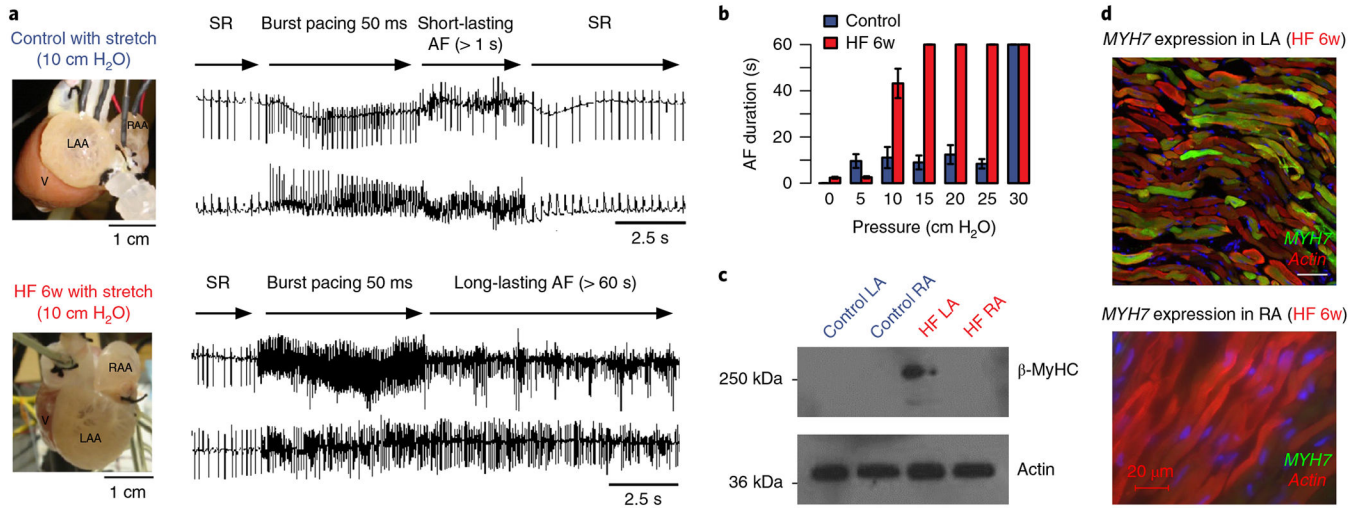 a
Control with stretch
(10 cm H₂O)
LAA
RAA
V
1 cm
SR
Burst pacing 50 ms
Short-lasting
AF (> 1 s)
SR
2.5 s
HF 6w with stretch
(10 cm H₂O)
RAA
V
LAA
1 cm
SR
Burst pacing 50 ms
Long-lasting AF (> 60 s)
2.5 s
b
Control
HF 6w
AF duration (s)
60
40
20
10
0
0 5 10 15 20 25 30
Pressure (cm H₂O)
c
Control LA
Control RA
HF LA
HF RA
250 kDa
β-MyHC
36 kDa
Actin
d
MYH7 expression in LA (HF 6w)
MYH7
Actin
MYH7 expression in RA (HF 6w)
20 μm
MYH7
Actin